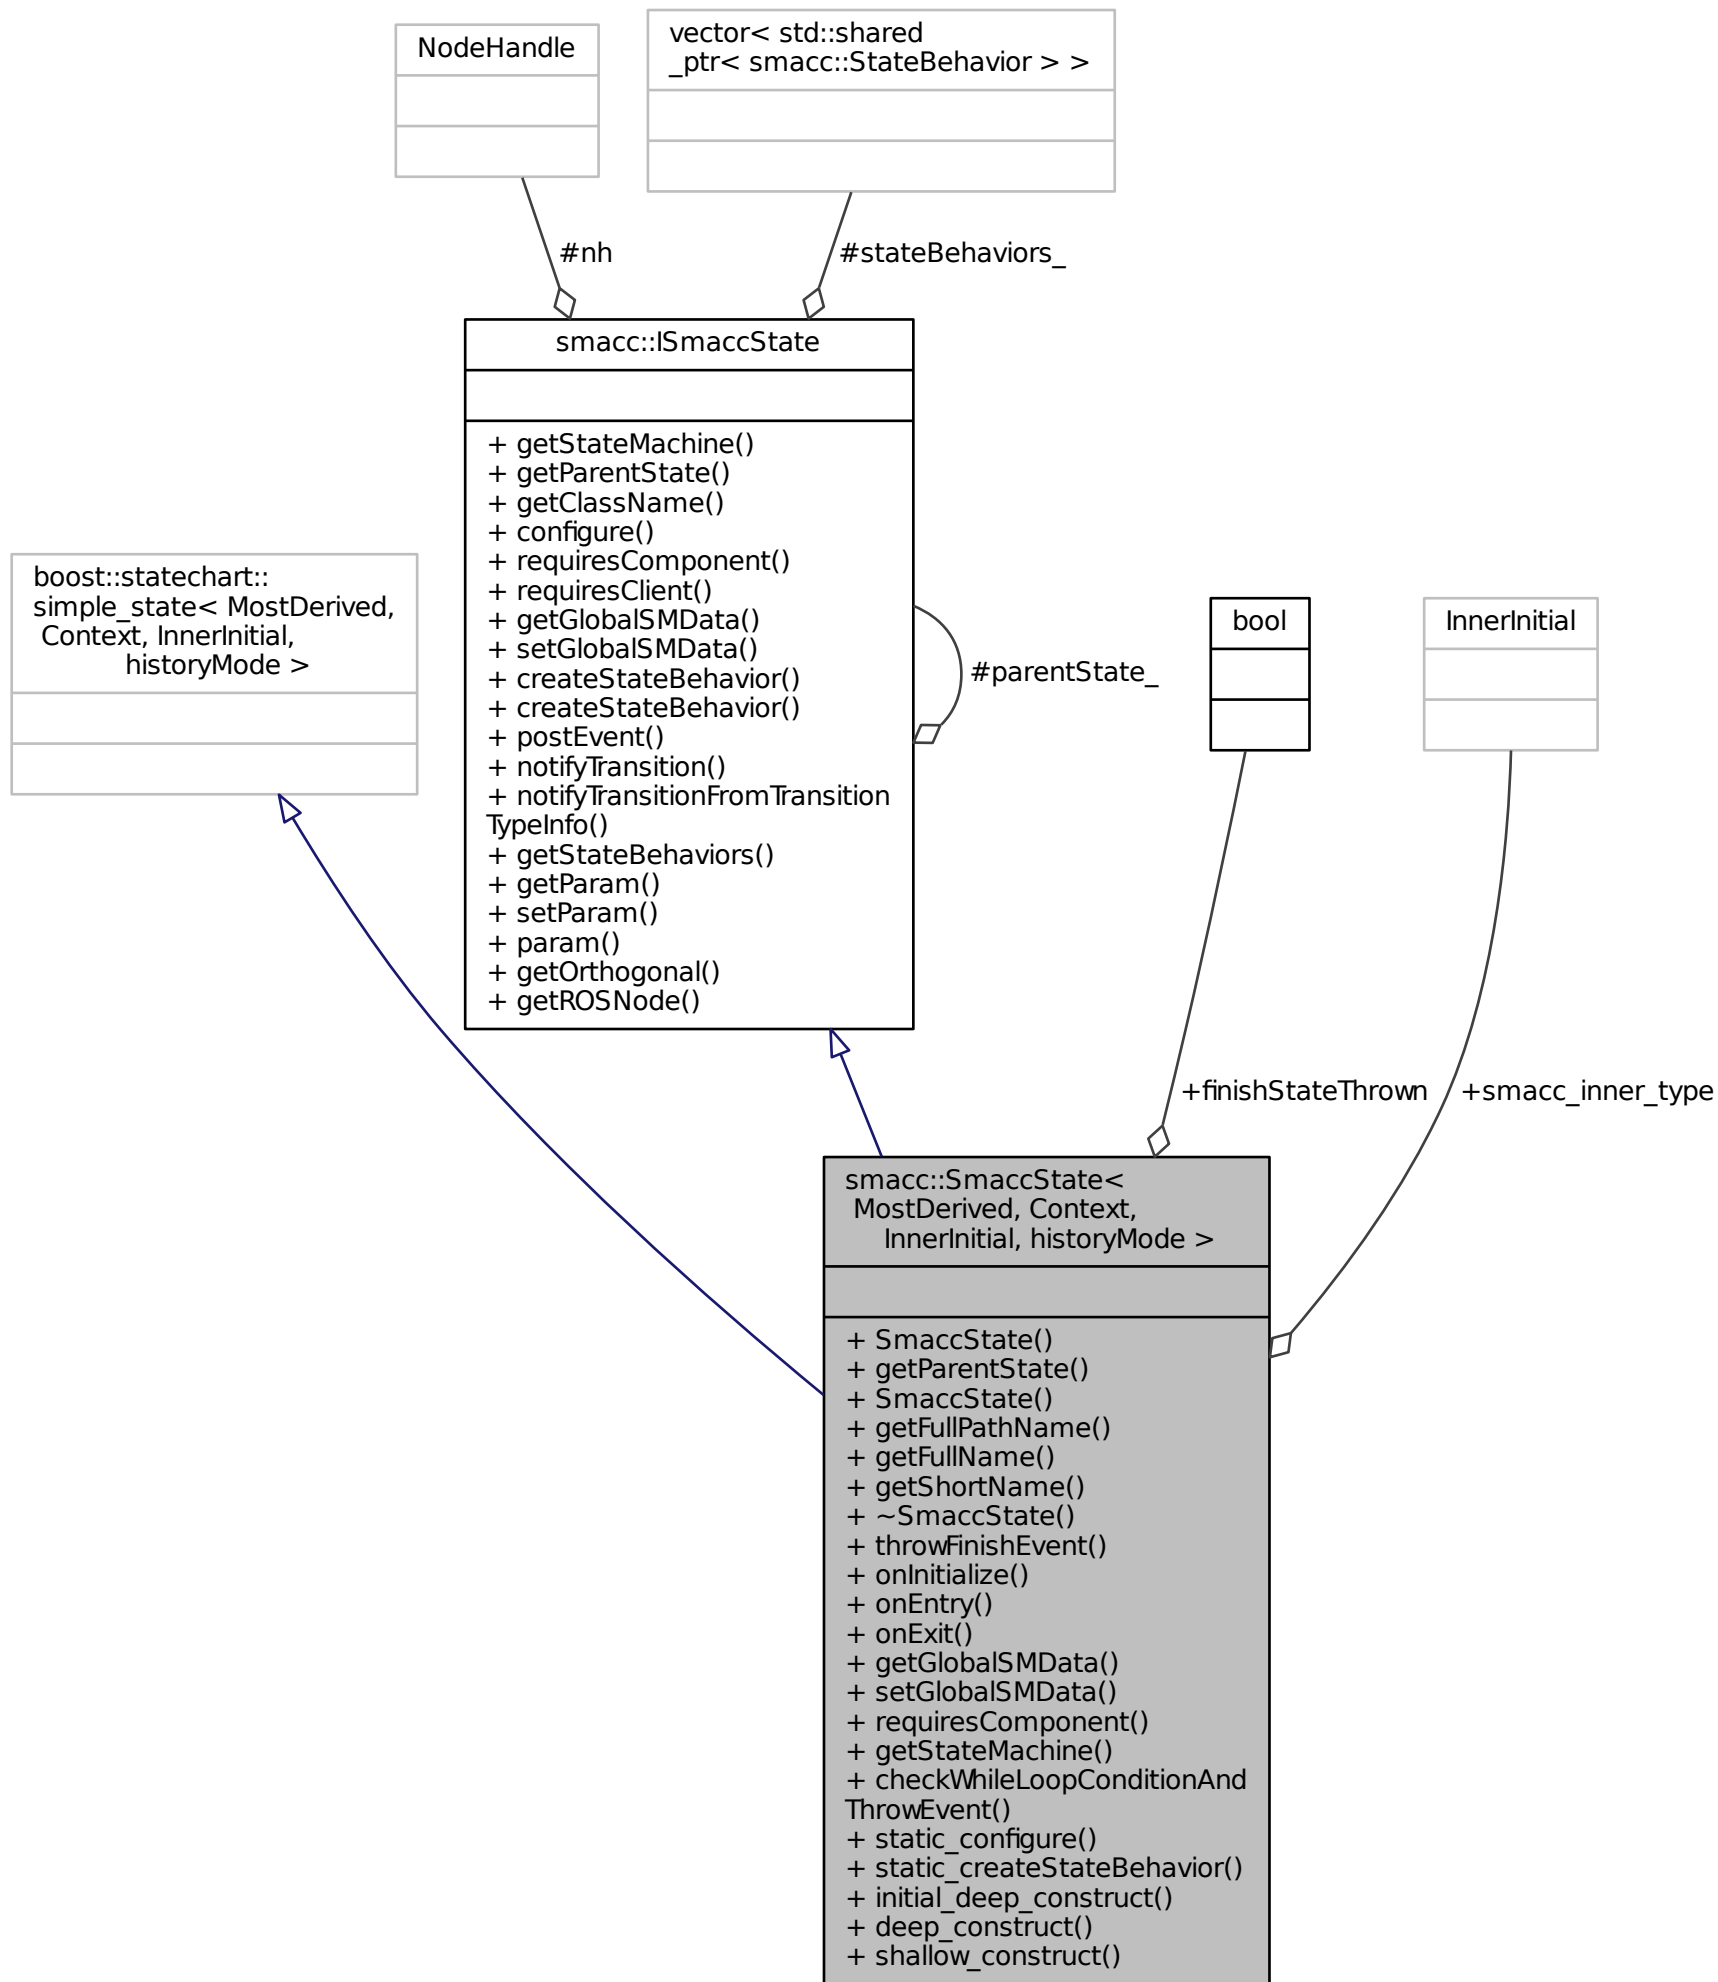 NodeHandle
vector< std::shared
_ptr< smacc::StateBehavior > >
#nh
#stateBehaviors_
smacc::ISmaccState
+ getStateMachine()
+ getParentState()
+ getClassName()
+ configure()
+ requiresComponent()
+ requiresClient()
+ getGlobalSMData()
+ setGlobalSMData()
+ createStateBehavior()
+ createStateBehavior()
+ postEvent()
+ notifyTransition()
+ notifyTransitionFromTransition
TypeInfo()
+ getStateBehaviors()
+ getParam()
+ setParam()
+ param()
+ getOrthogonal()
+ getROSNode()
#parentState_
boost::statechart::
simple_state< MostDerived,
Context, InnerInitial,
historyMode >
bool
InnerInitial
+finishStateThrown
+smacc_inner_type
smacc::SmaccState<
MostDerived, Context,
InnerInitial, historyMode >
+ SmaccState()
+ getParentState()
+ SmaccState()
+ getFullPathName()
+ getFullName()
+ getShortName()
+ ~SmaccState()
+ throwFinishEvent()
+ onInitialize()
+ onEntry()
+ onExit()
+ getGlobalSMData()
+ setGlobalSMData()
+ requiresComponent()
+ getStateMachine()
+ checkWhileLoopConditionAnd
ThrowEvent()
+ static_configure()
+ static_createStateBehavior()
+ initial_deep_construct()
+ deep_construct()
+ shallow_construct()